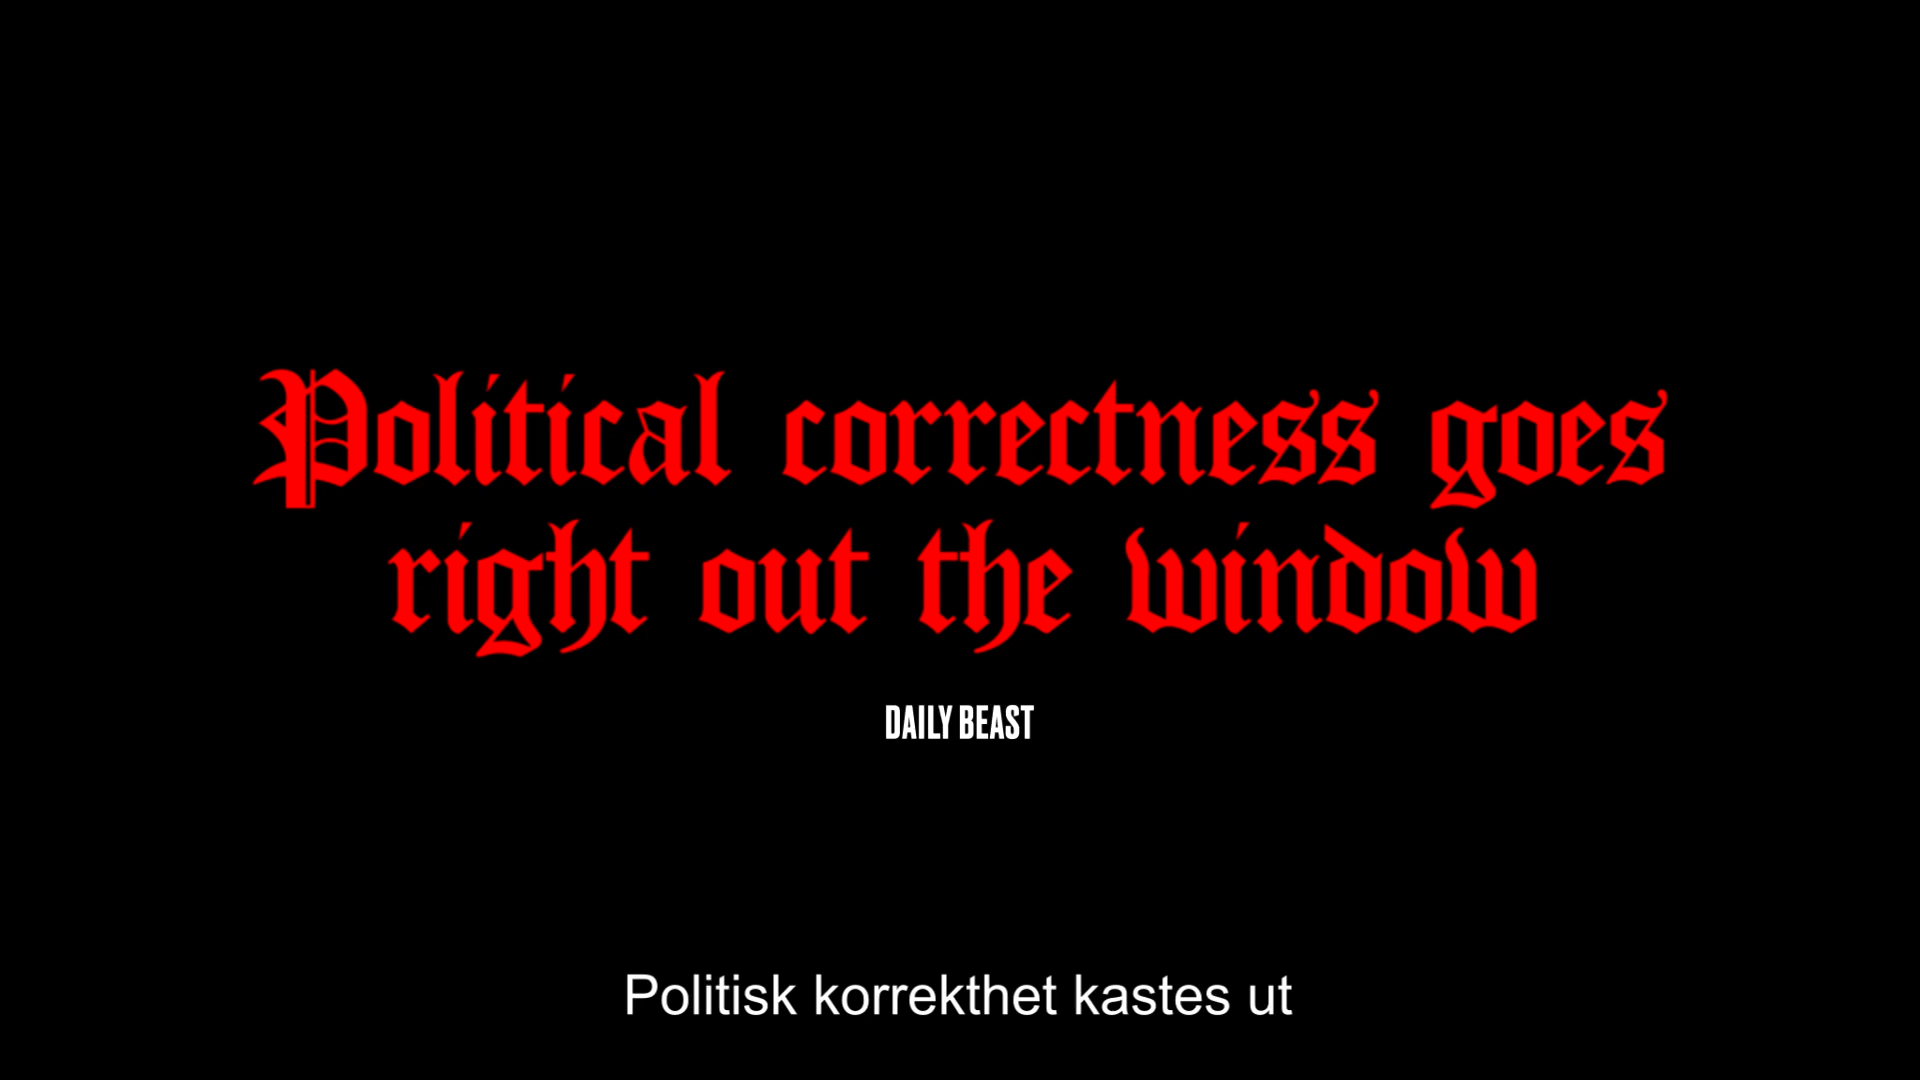 Political correctness goes
right out the window
DAILY BEAST
Politisk korrekthet kastes ut